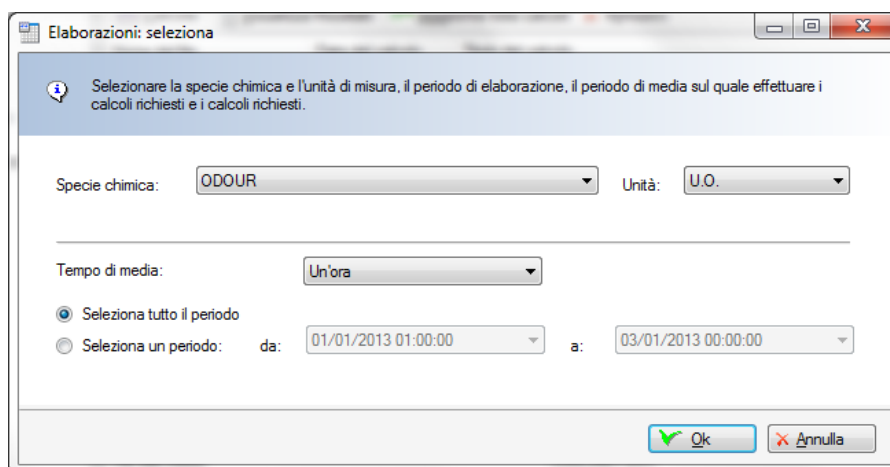 Elaborazioni: seleziona
Selezionare la specie chimica e l'unità di misura, il periodo di elaborazione, il periodo di media sul quale effettuare i
calcoli richiesti e i calcoli richiesti.
Specie chimica: ODOUR Unità: U.O.
Tempo di media: Un'ora
Seleziona tutto il periodo
Seleziona un periodo: da: 01/01/2013 01:00:00 a: 03/01/2013 00:00:00
Ok Annulla